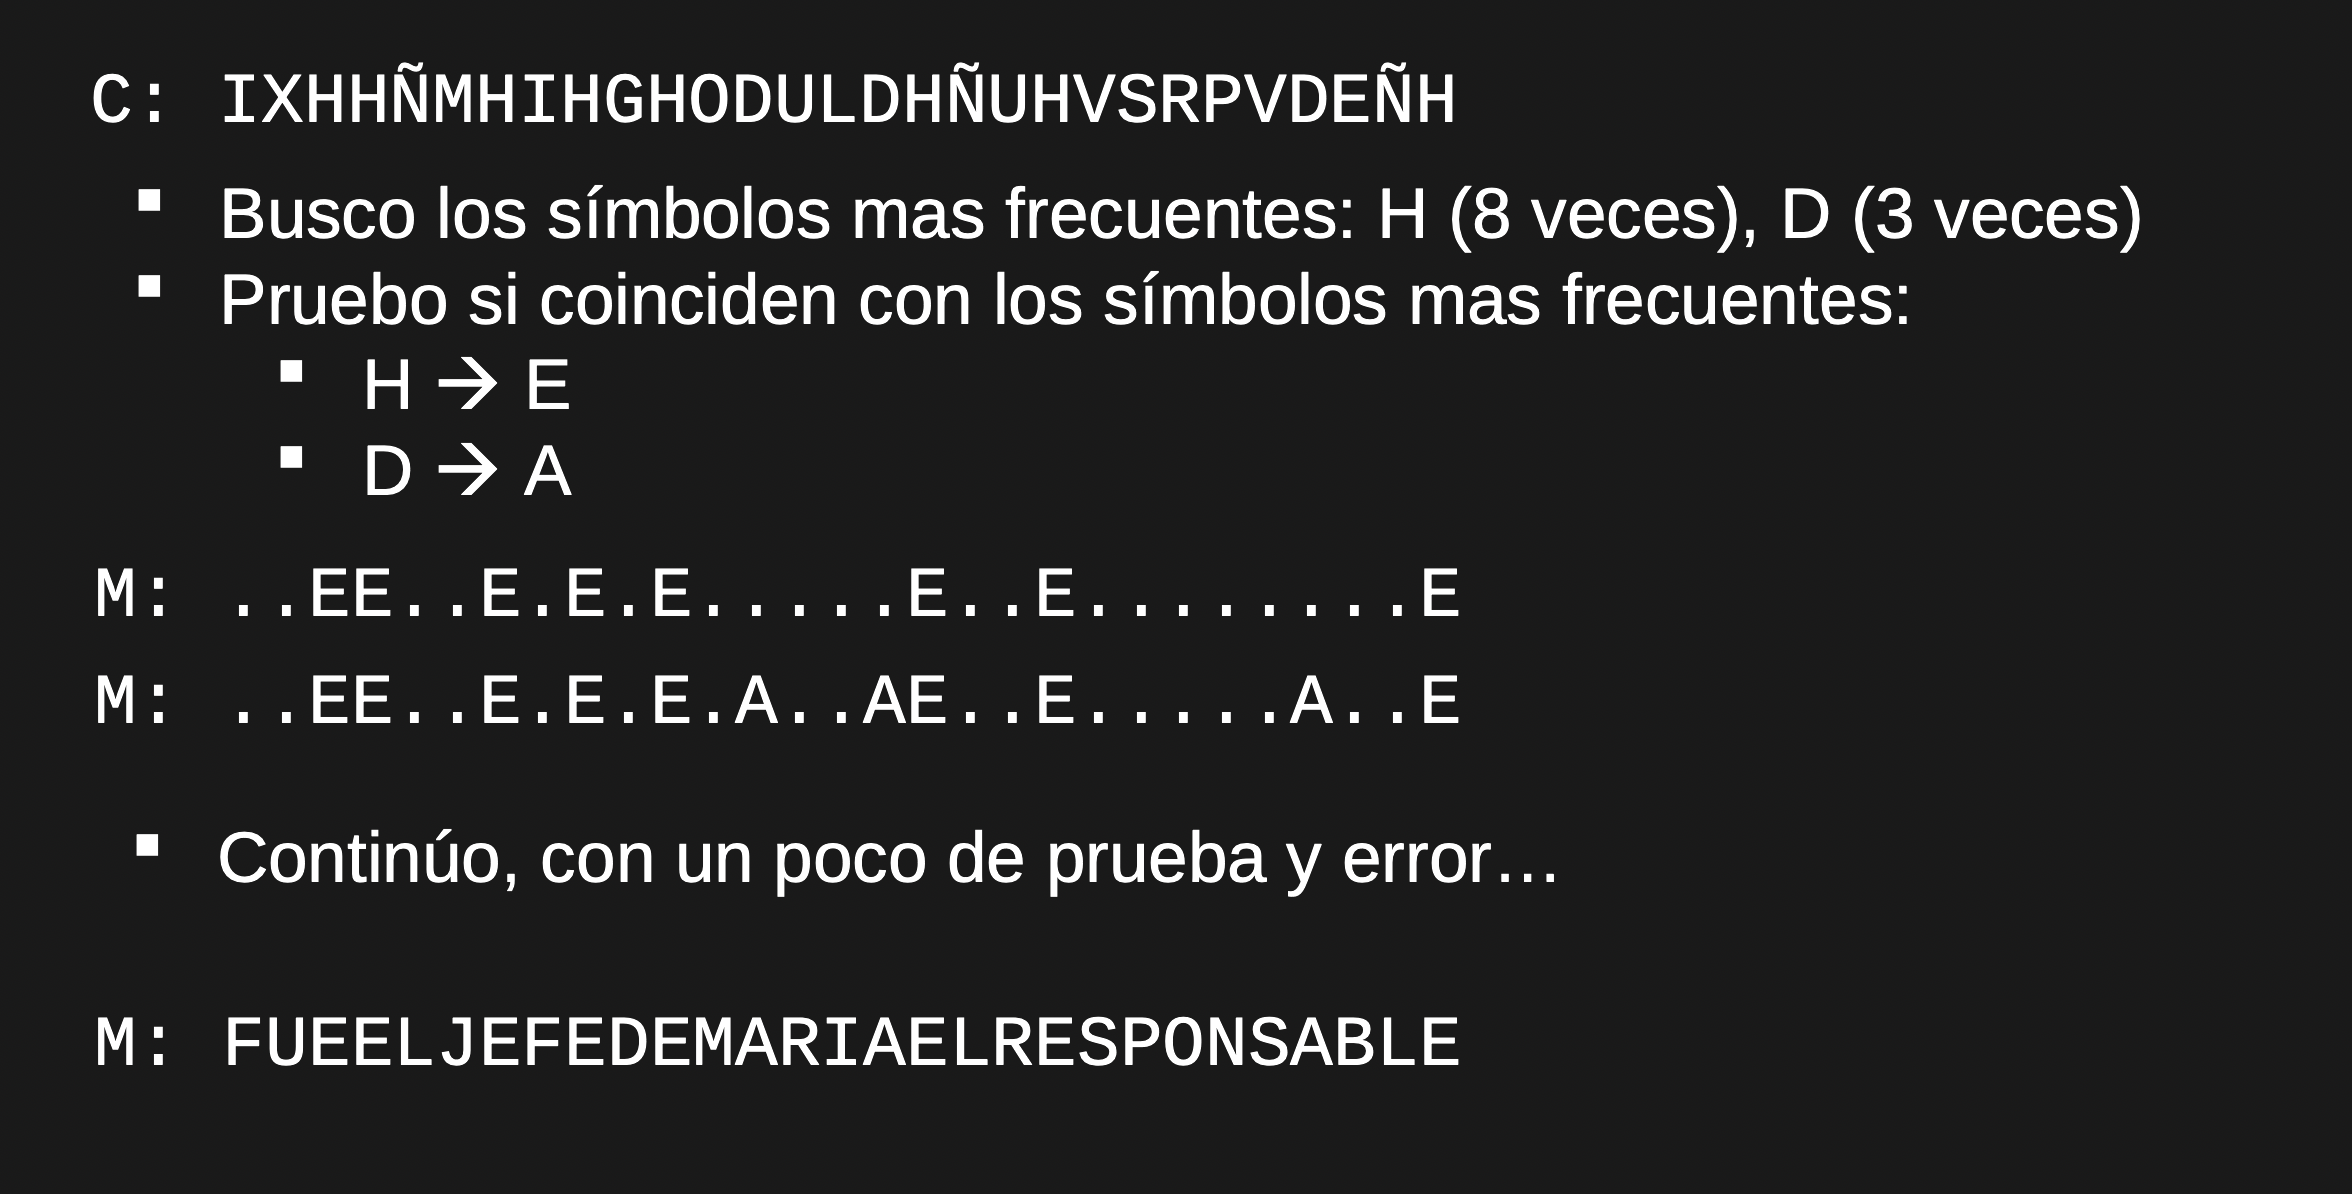 C: IXHHÑMHIHGHODULDHÑUHVSRPVDEÑH
▪ Busco los símbolos mas frecuentes: H (8 veces), D (3 veces)
▪ Pruebo si coinciden con los símbolos mas frecuentes:
▪ H → E
▪ D → A
M: ..EE..E.E.E.....E..E........E
M: ..EE..E.E.E.A..AE..E.....A..E
▪ Continúo, con un poco de prueba y error…
M: FUEELJEFEDEMARIAELRESPONSABLE